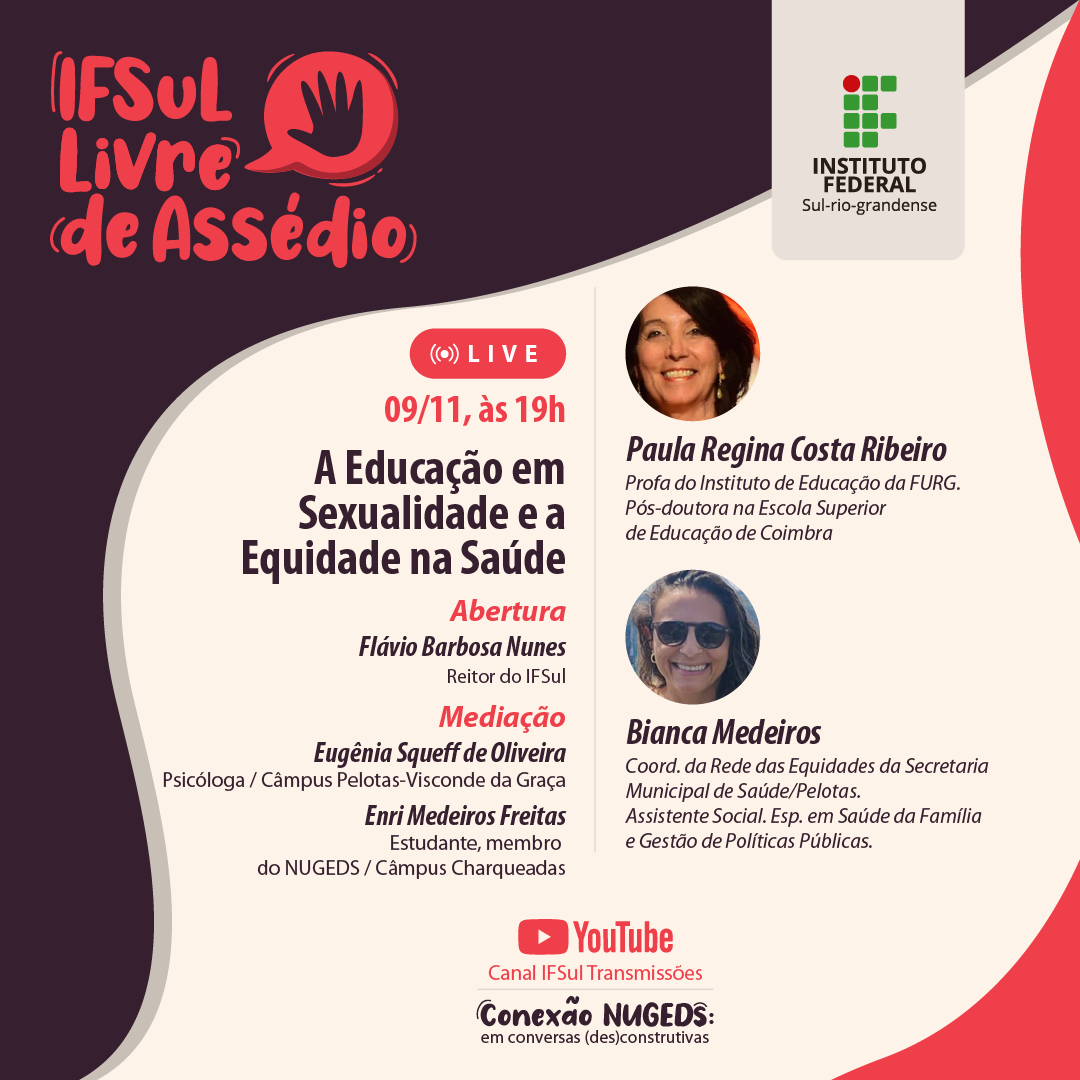 IFSul
Livre
de Assédio
INSTITUTO
FEDERAL
Sul-rio-grandense
LIVE
09/11, às 19h
A Educação em
Sexualidade e a
Equidade na Saúde
Abertura
Flávio Barbosa Nunes
Reitor do IFSul
Mediação
Eugênia Squeff de Oliveira
Psicóloga / Câmpus Pelotas-Visconde da Graça
Enri Medeiros Freitas
Estudante, membro
do NUGEDS / Câmpus Charqueadas
Paula Regina Costa Ribeiro
Profa do Instituto de Educação da FURG.
Pós-doutora na Escola Superior
de Educação de Coimbra
Bianca Medeiros
Coord. da Rede das Equidades da Secretaria
Municipal de Saúde/Pelotas.
Assistente Social. Esp. em Saúde da Família
e Gestão de Políticas Públicas.
YouTube
Canal IFSul Transmissões
Conexão NUGEDS:
em conversas (des)construtivas